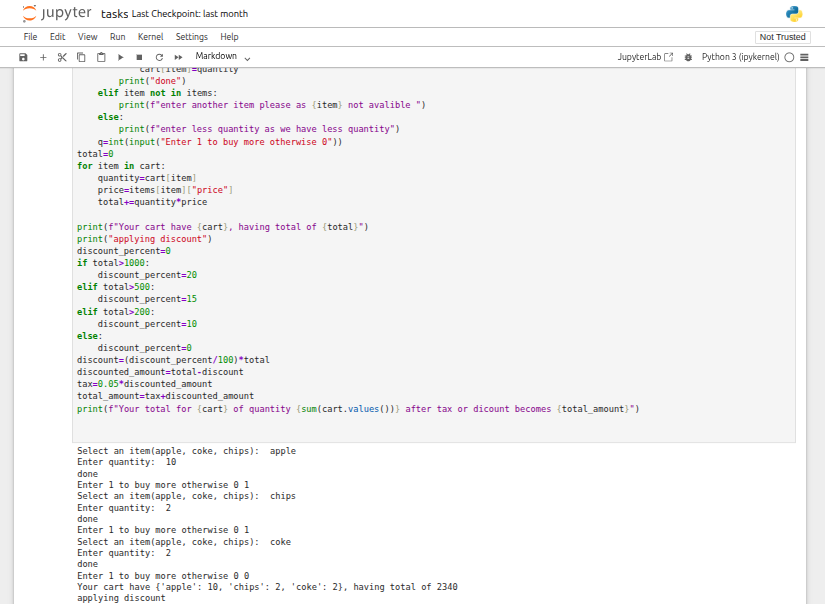 jupyter tasks Last Checkpoint: last month
File Edit View Run Kernel Settings Help Not Trusted
Markdown JupyterLab Python 3 (ipykernel)
cart[item]=quantity
print("done")
elif item not in items:
print(f"enter another item please as {item} not avalible ")
else:
print(f"enter less quantity as we have less quantity")
q=int(input("Enter 1 to buy more otherwise 0"))
total=0
for item in cart:
quantity=cart[item]
price=items[item]["price"]
total+=quantity*price
print(f"Your cart have {cart}, having total of {total}")
print("applying discount")
discount_percent=0
if total>1000:
discount_percent=20
elif total>500:
discount_percent=15
elif total>200:
discount_percent=10
else:
discount_percent=0
discount=(discount_percent/100)*total
discounted_amount=total-discount
tax=0.05*discounted_amount
total_amount=tax+discounted_amount
print(f"Your total for {cart} of quantity {sum(cart.values())} after tax or dicount becomes {total_amount}")
Select an item(apple, coke, chips): apple
Enter quantity: 10
done
Enter 1 to buy more otherwise 0 1
Select an item(apple, coke, chips): chips
Enter quantity: 2
done
Enter 1 to buy more otherwise 0 1
Select an item(apple, coke, chips): coke
Enter quantity: 2
done
Enter 1 to buy more otherwise 0 0
Your cart have {'apple': 10, 'chips': 2, 'coke': 2}, having total of 2340
applying discount